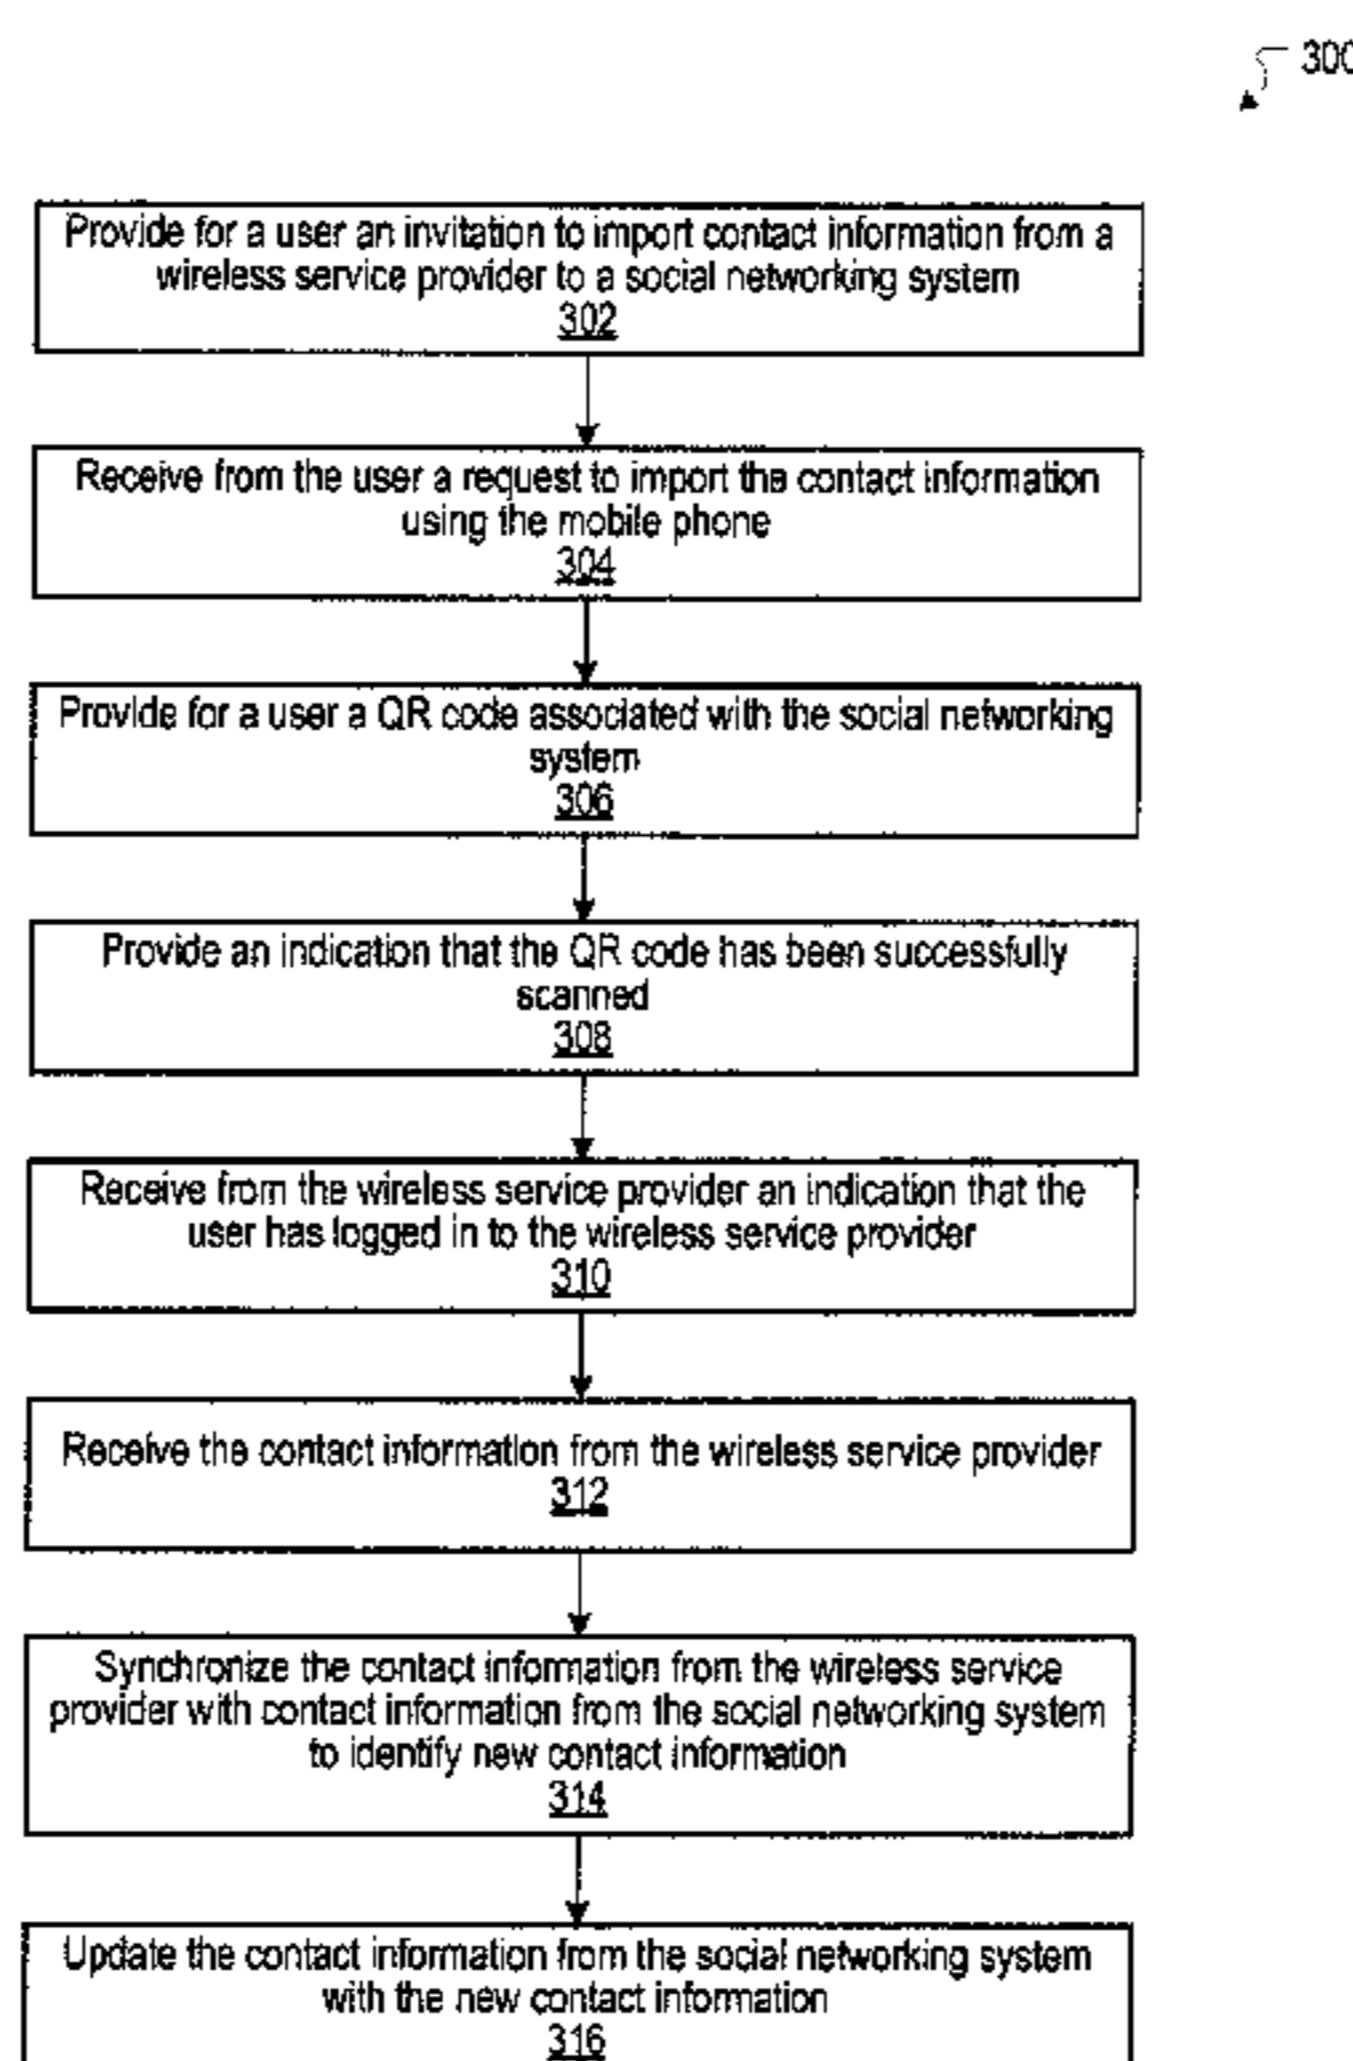 300
Provide for a user an invitation to import contact information from a
wireless service provider to a social networking system
302
Receive from the user a request to import the contact information
using the mobile phone
304
Provide for a user a QR code associated with the social networking
system
306
Provide an indication that the QR code has been successfully
scanned
308
Receive from the wireless service provider an indication that the
user has logged in to the wireless service provider
310
Receive the contact information from the wireless service provider
312
Synchronize the contact information from the wireless service
provider with contact information from the social networking system
to identify new contact information
314
Update the contact information from the social networking system
with the new contact information
316